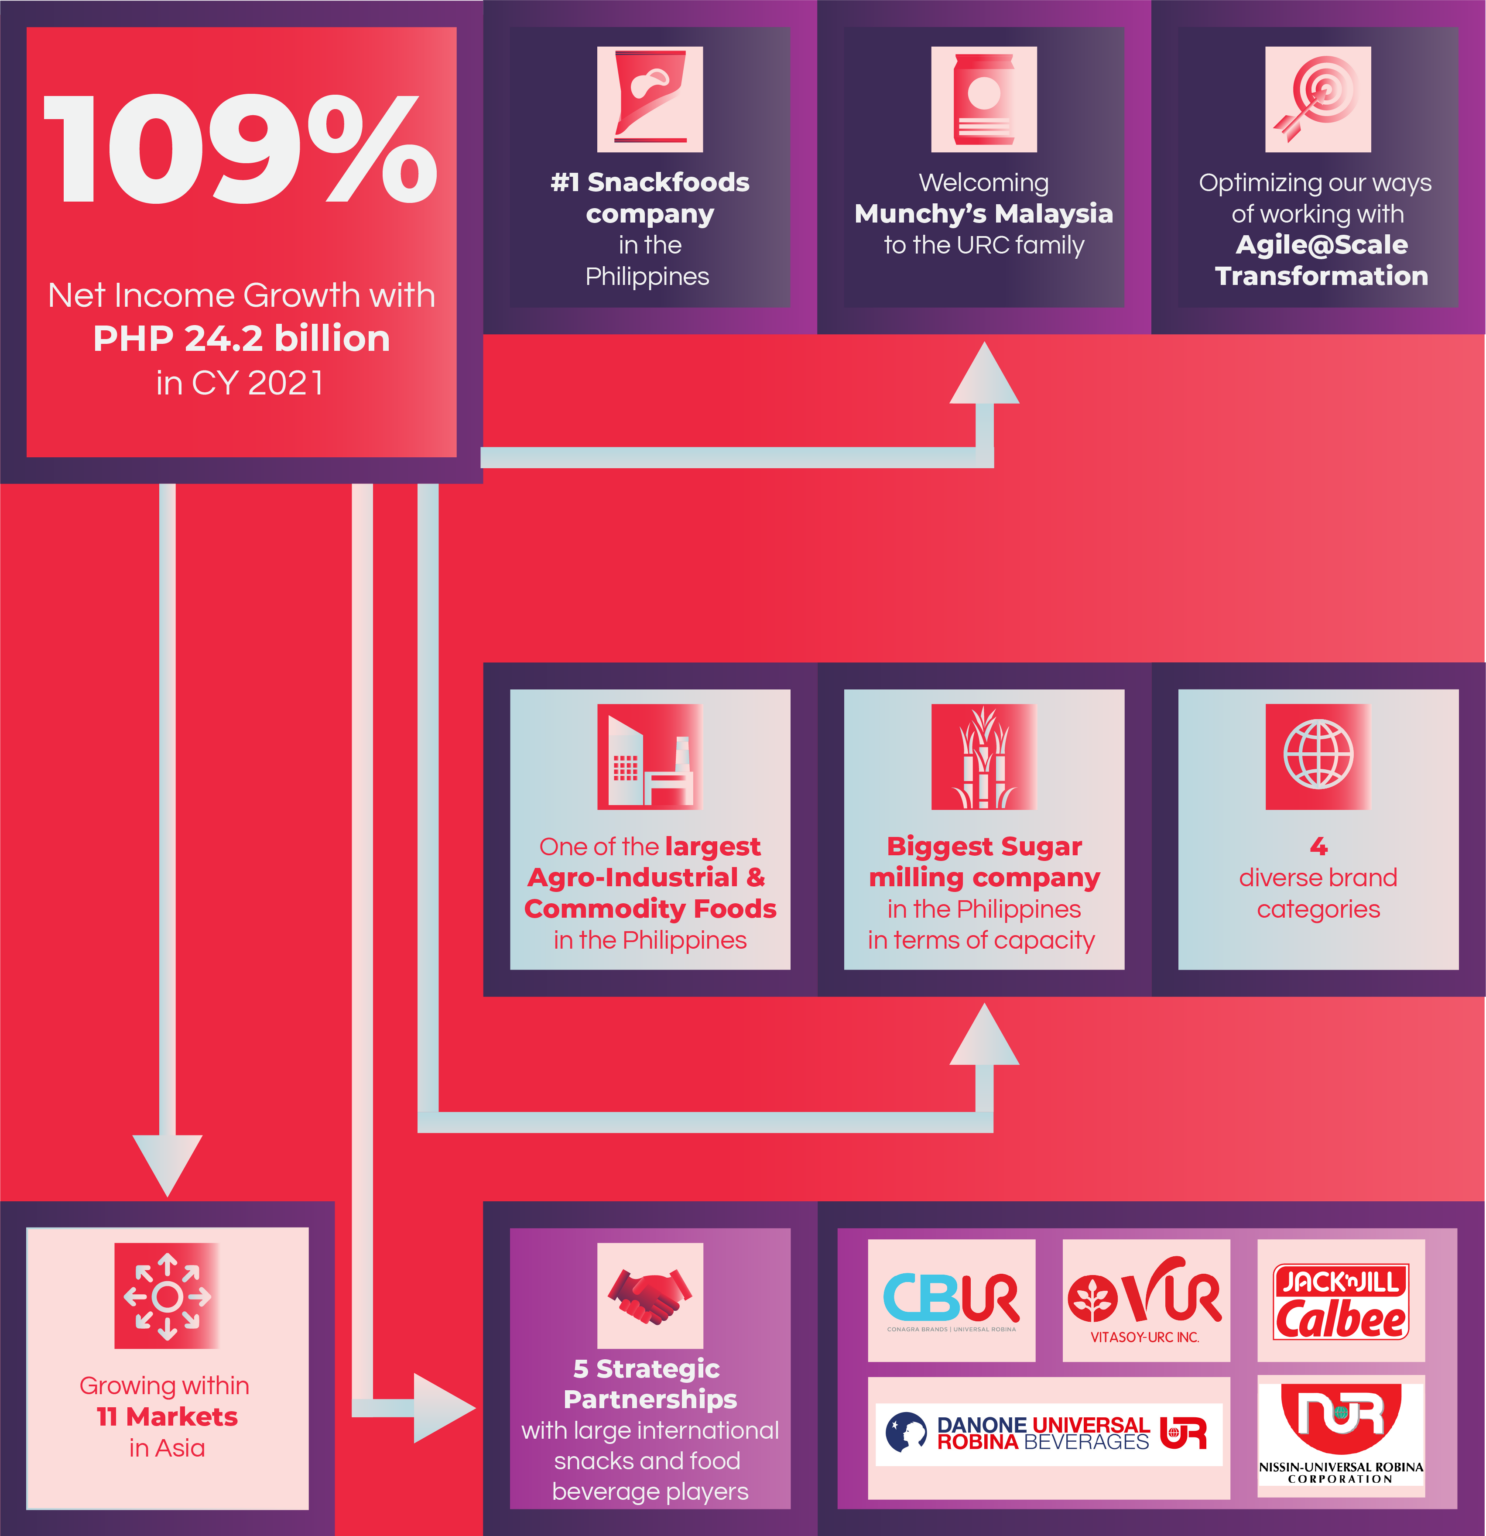 109%
Net Income Growth with
PHP 24.2 billion
in CY 2021
#1 Snackfoods
company
in the
Philippines
Welcoming
Munchy's Malaysia
to the URC family
Optimizing our ways
of working with
Agile@Scale
Transformation
One of the largest
Agro-Industrial &
Commodity Foods
in the Philippines
Biggest Sugar
milling company
in the Philippines
in terms of capacity
4
diverse brand
categories
Growing within
11 Markets
in Asia
5 Strategic
Partnerships
with large international
snacks and food
beverage players
CBUR
CONAGRA BRANDS | UNIVERSAL ROBINA
VUR
VITASOY-URC INC.
JACK'nJILL
Calbee
DANONE UNIVERSAL
ROBINA BEVERAGES
UR
NUR
NISSIN-UNIVERSAL ROBINA
CORPORATION